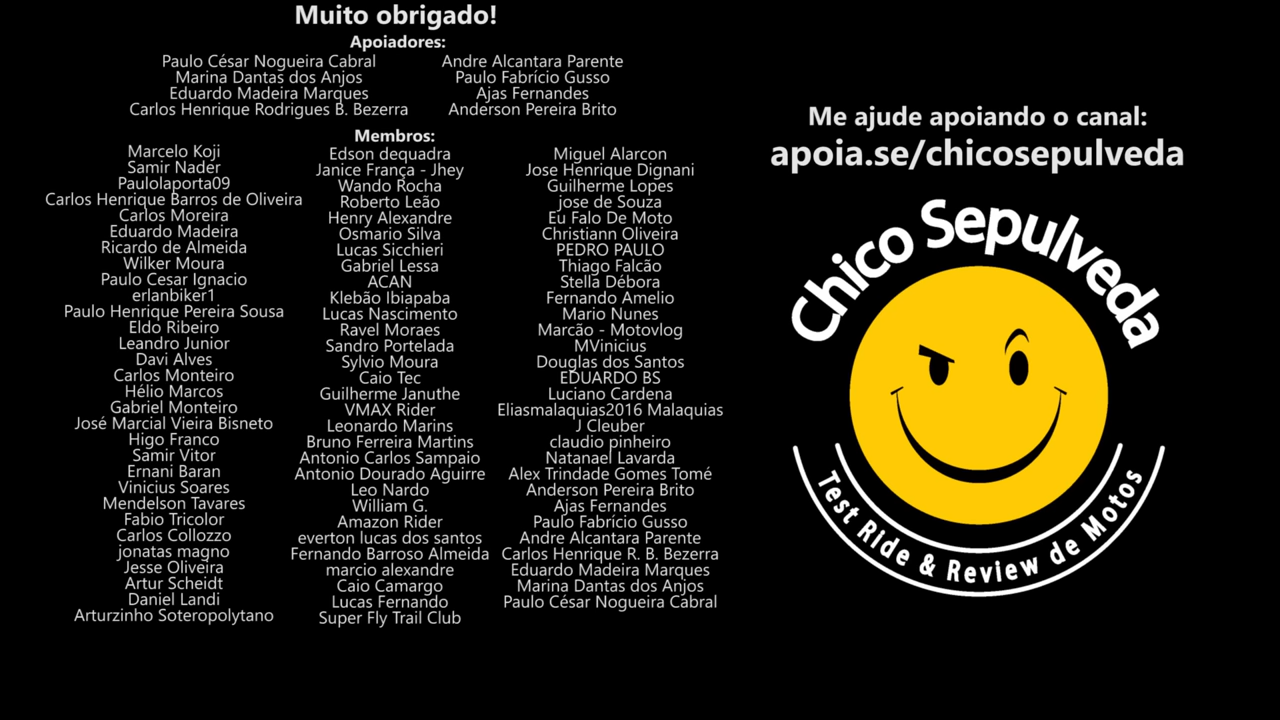 Muito obrigado!
Apoiadores:
Paulo César Nogueira Cabral
Marina Dantas dos Anjos
Eduardo Madeira Marques
Carlos Henrique Rodrigues B. Bezerra
Andre Alcantara Parente
Paulo Fabrício Gusso
Ajas Fernandes
Anderson Pereira Brito
Membros:
Marcelo Koji
Samir Nader
Paulolaporta09
Carlos Henrique Barros de Oliveira
Carlos Moreira
Eduardo Madeira
Ricardo de Almeida
Wilker Moura
Paulo Cesar Ignacio
erlanbiker1
Paulo Henrique Pereira Sousa
Eldo Ribeiro
Leandro Junior
Davi Alves
Carlos Monteiro
Hélio Marcos
Gabriel Monteiro
José Marcial Vieira Bisneto
Higo Franco
Samir Vitor
Ernani Baran
Vinicius Soares
Mendelson Tavares
Fabio Tricolor
Carlos Collozzo
jonatas magno
Jesse Oliveira
Artur Scheidt
Daniel Landi
Arturzinho Soteropolytano
Edson dequadra
Janice França - Jhey
Wando Rocha
Roberto Leão
Henry Alexandre
Osmario Silva
Lucas Sicchieri
Gabriel Lessa
ACAN
Klebão Ibiapaba
Lucas Nascimento
Ravel Moraes
Sandro Portelada
Sylvio Moura
Caio Tec
Guilherme Januthe
VMAX Rider
Leonardo Marins
Bruno Ferreira Martins
Antonio Carlos Sampaio
Antonio Dourado Aguirre
Leo Nardo
William G.
Amazon Rider
everton lucas dos santos
Fernando Barroso Almeida
marcio alexandre
Caio Camargo
Lucas Fernando
Super Fly Trail Club
Miguel Alarcon
Jose Henrique Dignani
Guilherme Lopes
jose de Souza
Eu Falo De Moto
Christiann Oliveira
PEDRO PAULO
Thiago Falcão
Stella Débora
Fernando Amelio
Mario Nunes
Marcão - Motovlog
MVinicius
Douglas dos Santos
EDUARDO BS
Luciano Cardena
Eliasmalaquias2016 Malaquias
J Cleuber
claudio pinheiro
Natanael Lavarda
Alex Trindade Gomes Tomé
Anderson Pereira Brito
Ajas Fernandes
Paulo Fabrício Gusso
Andre Alcantara Parente
Carlos Henrique R. B. Bezerra
Eduardo Madeira Marques
Marina Dantas dos Anjos
Paulo César Nogueira Cabral
Me ajude apoiando o canal:
apoia.se/chicosepulveda
Chico Sepulveda
Test Ride & Review de Motos